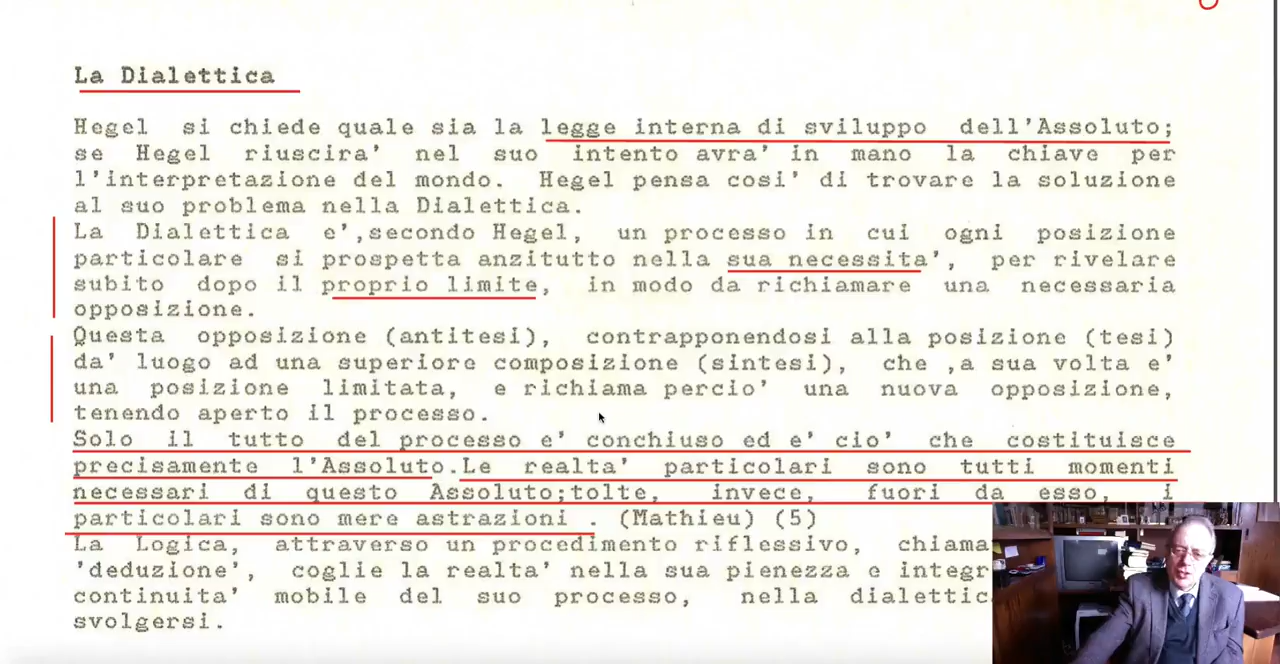 La Dialettica
Hegel si chiede quale sia la legge interna di sviluppo dell'Assoluto;
se Hegel riuscira' nel suo intento avra' in mano la chiave per
l'interpretazione del mondo. Hegel pensa cosi' di trovare la soluzione
al suo problema nella Dialettica.
La Dialettica e',secondo Hegel, un processo in cui ogni posizione
particolare si prospetta anzitutto nella sua necessita', per rivelare
subito dopo il proprio limite, in modo da richiamare una necessaria
opposizione.
Questa opposizione (antitesi), contrapponendosi alla posizione (tesi)
da' luogo ad una superiore composizione (sintesi), che ,a sua volta e'
una posizione limitata, e richiama percio' una nuova opposizione,
tenendo aperto il processo.
Solo il tutto del processo e' conchiuso ed e' cio' che costituisce
precisamente l'Assoluto.Le realta' particolari sono tutti momenti
necessari di questo Assoluto;tolte, invece, fuori da esso, i
particolari sono mere astrazioni . (Mathieu) (5)
La Logica, attraverso un procedimento riflessivo, chiama
'deduzione', coglie la realta' nella sua pienezza e integr
continuita' mobile del suo processo, nella dialettic
svolgersi.